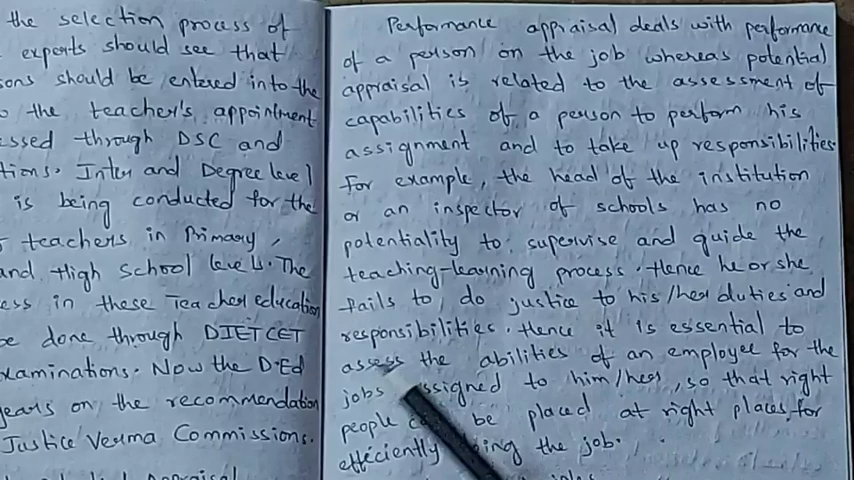 the selection process of
experts should see that
sons should be entered into the
the teacher's appointment
essed through DSC and
tions. Inter and Degree level
is being conducted for the
teachers in Primary,
and High School levels. The
ess in these Teacher education
be done through DIETCET
xaminations. Now the D.Ed
years on the recommendation
Justice Verma Commissions.
Appraisal
Performance appraisal deals with performance
of a person on the job whereas potential
appraisal is related to the assessment of
capabilities of a person to perform his
assignment and to take up responsibilities.
For example, the head of the institution
or an inspector of schools has no
potentiality to supervise and guide the
teaching-learning process. Hence he or she
fails to do justice to his/her duties and
responsibilities. Hence it is essential to
assess the abilities of an employee for the
jobs ssigned to him/her, so that right
people be placed at right places for
efficiently ing the job.